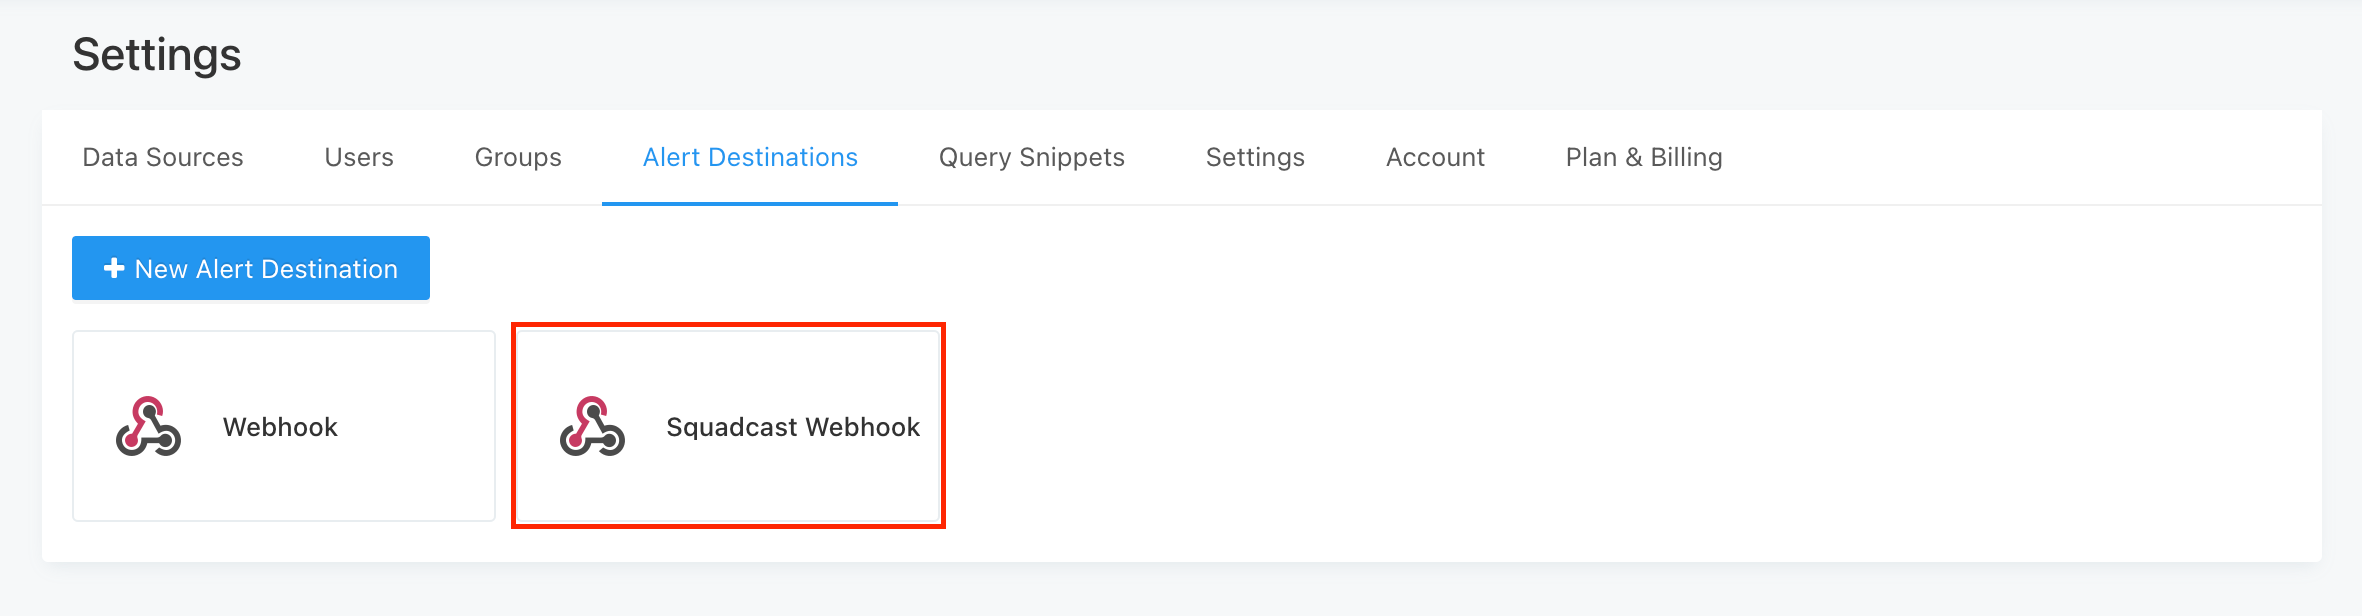 Settings
Data Sources Users Groups Alert Destinations Query Snippets Settings Account Plan & Billing
+ New Alert Destination
Webhook Squadcast Webhook